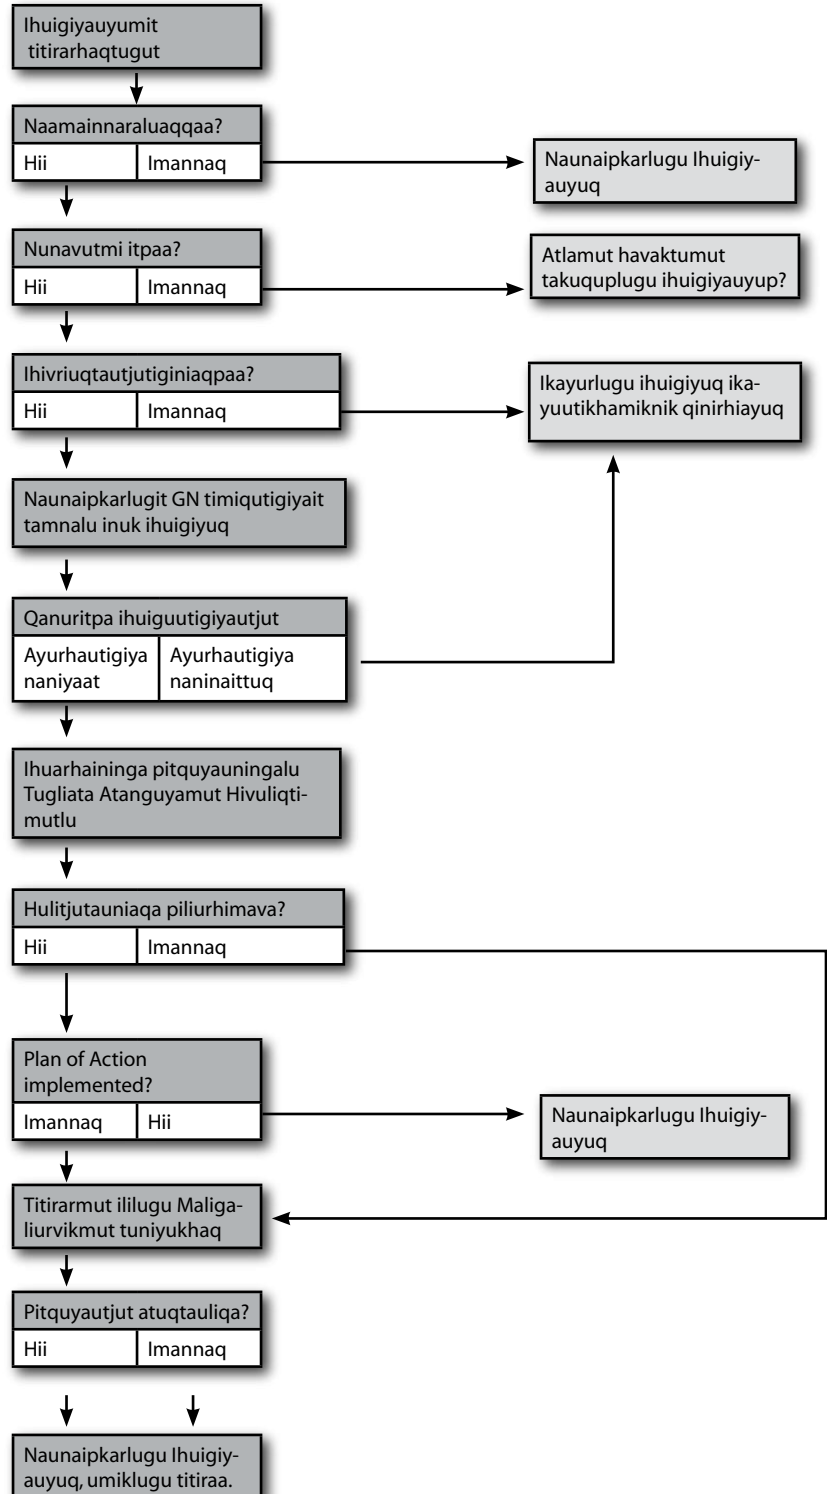 Ihuigiyauyumit
titirarhaqtugut
Naamainnaraluaqqaa?
Hii
Imannaq
Naunaipkarlugu Ihuigiy-
auyuq
Nunavutmi itpaa?
Hii
Imannaq
Atlamut havaktumut
takuquplugu ihuigiyauyup?
Ihivriuqtautjutiginiaqpaa?
Hii
Imannaq
Ikayurlugu ihuigiyuq ika-
yuutikhamiknik qinirhiayuq
Naunaipkarlugit GN timiqutigiyait
tamnalu inuk ihuigiyuq
Qanuritpa ihuiguutigiyautjut
Ayurhautigiya
naniyaat
Ayurhautigiya
naninaittuq
Ihuarhaininga pitquyauningalu
Tugliata Atanguyamut Hivuliqti-
mutlu
Hulitjutauniaqa piliurhimava?
Hii
Imannaq
Plan of Action
implemented?
Imannaq
Hii
Naunaipkarlugu Ihuigiy-
auyuq
Titirarmut ililugu Maliga-
liurvikmut tuniyukhaq
Pitquyautjut atuqtauliqa?
Hii
Imannaq
Naunaipkarlugu Ihuigiy-
auyuq, umiklugu titiraa.